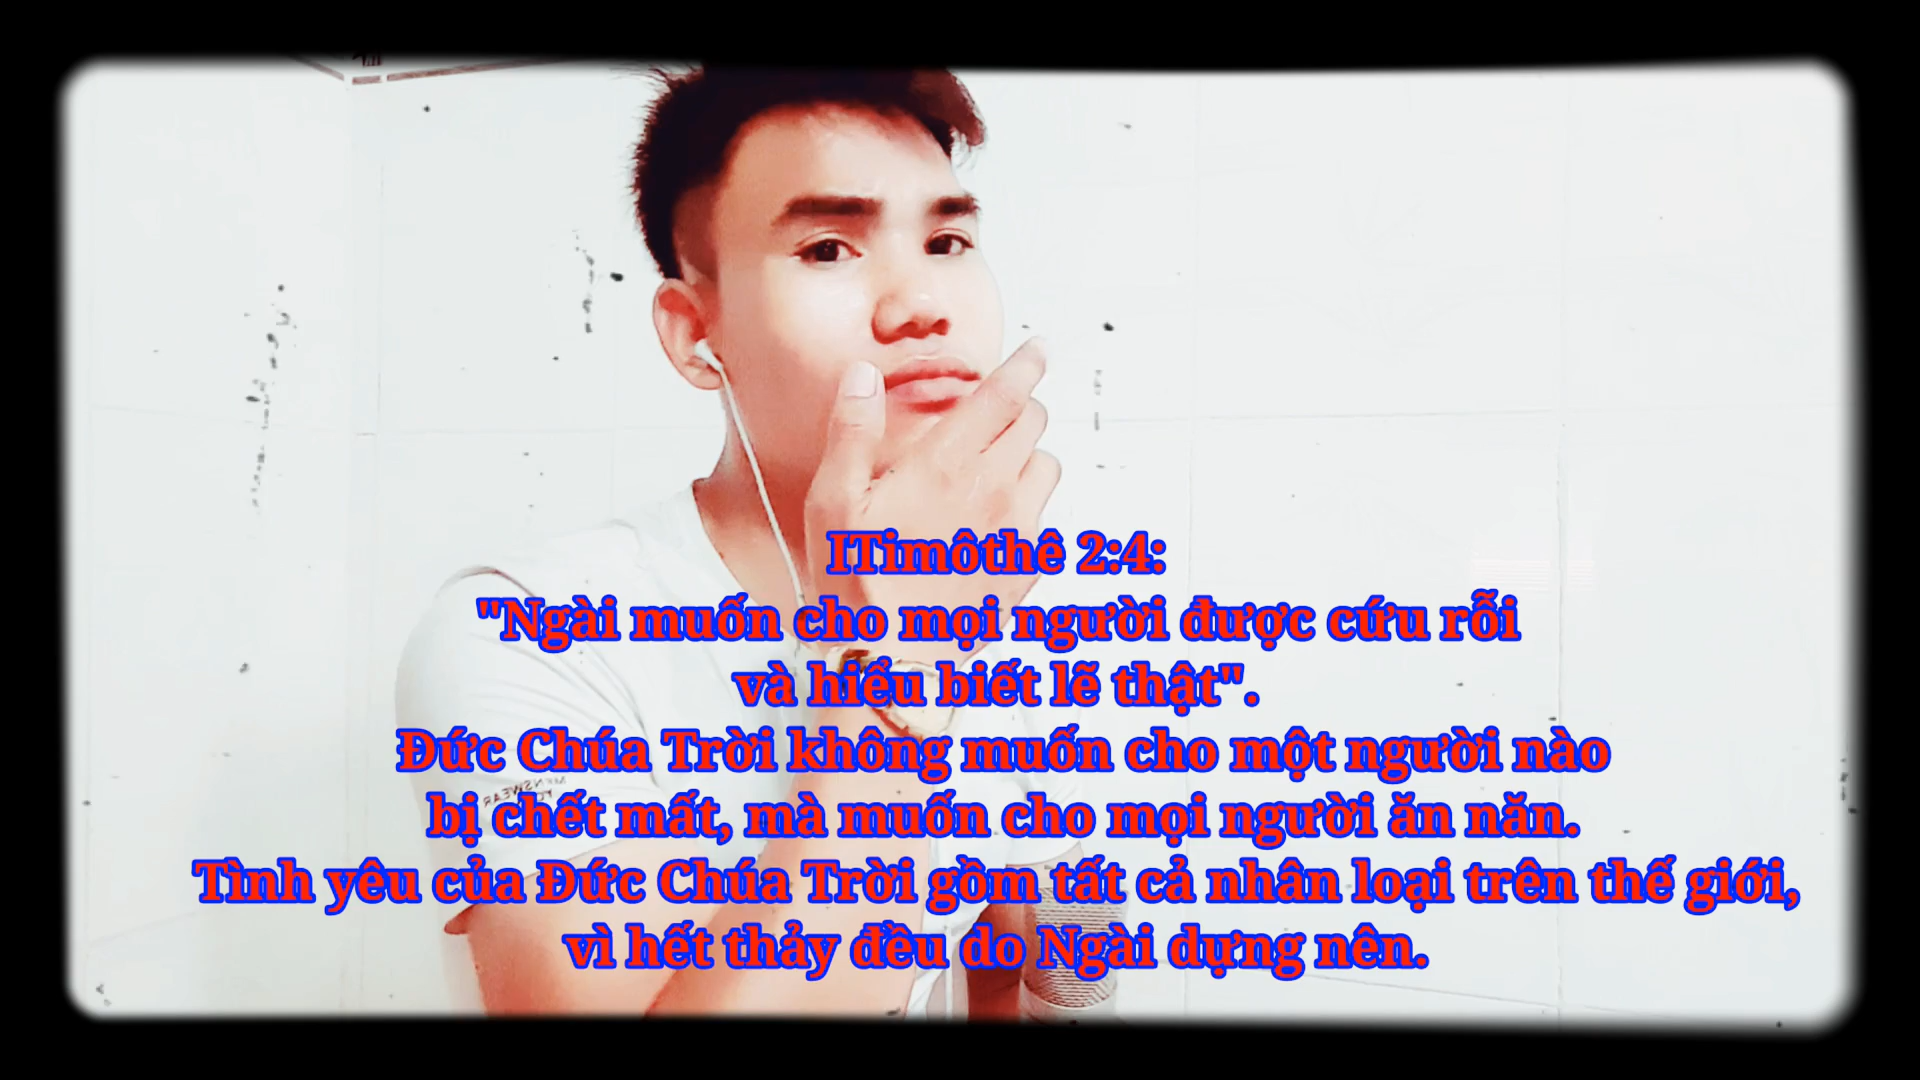 ITimôthê 2:4:
"Ngài muốn cho mọi người được cứu rỗi
và hiểu biết lẽ thật".
Đức Chúa Trời không muốn cho một người nào
bị chết mất, mà muốn cho mọi người ăn năn.
Tình yêu của Đức Chúa Trời gồm tất cả nhân loại trên thế giới,
vì hết thảy đều do Ngài dựng nên.
MENSWEAR